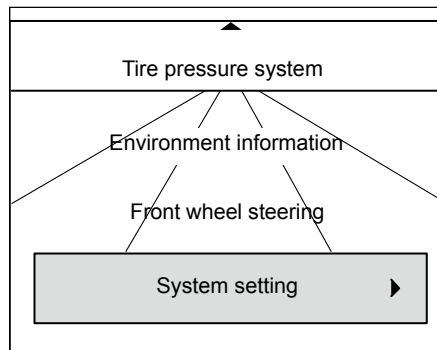 Tire pressure system
Environment information
Front wheel steering
System setting